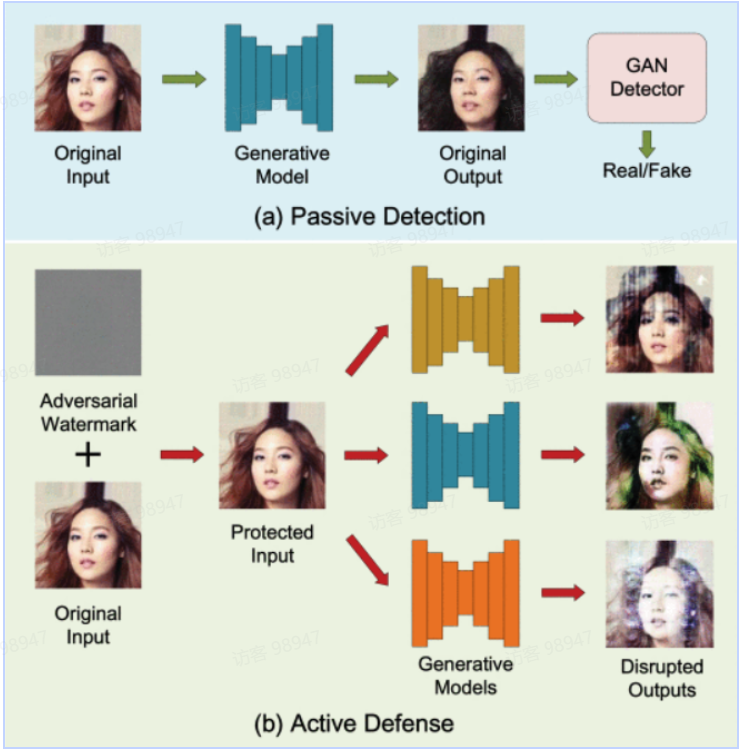 Original
Input
Generative
Model
Original
Output
GAN
Detector
Real/Fake
(a) Passive Detection
访客 98947
Adversarial
Watermark
+
Original
Input
Protected
Input
Generative
Models
Disrupted
Outputs
(b) Active Defense